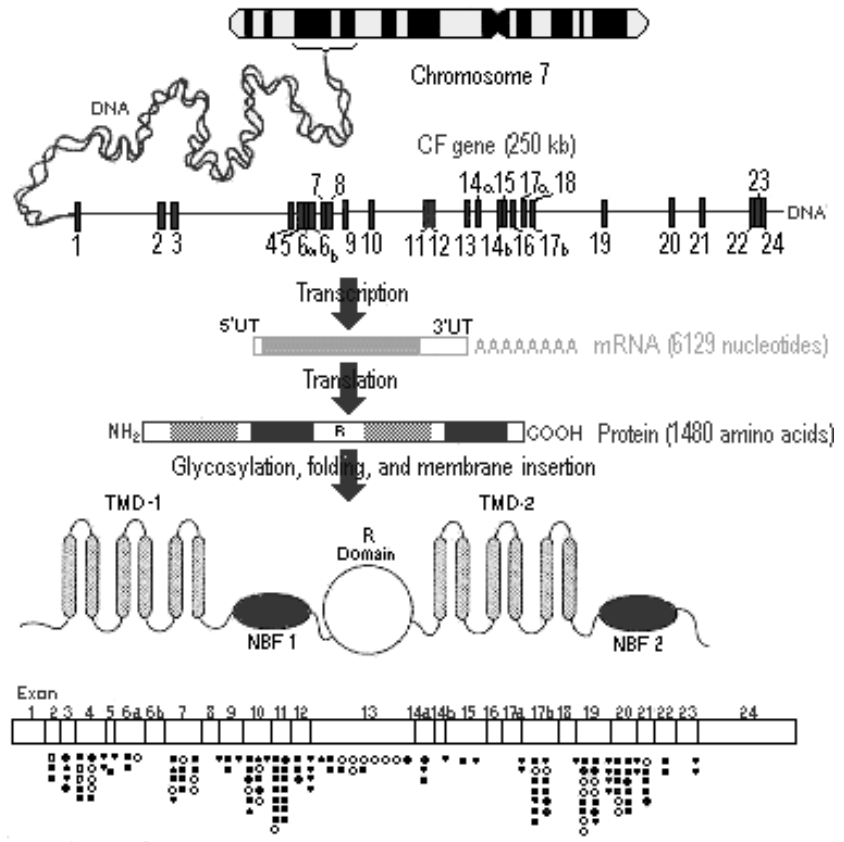 Chromosome 7
DNA
CF gene (250 kb)
7 8 14a 15 17a 18 23
DNA
1 2 3 4 5 6a 6b 9 10 11 12 13 14b 16 17b 19 20 21 22 24
Transcription
5'UT 3'UT
AAAAAAAA mRNA (6129 nucleotides)
Translation
NH2 R COOH Protein (1480 amino acids)
Glycosylation, folding, and membrane insertion
TMD-1 TMD-2
R
Domain
NBF 1 NBF 2
Exon
1 2 3 4 5 6a 6b 7 8 9 10 11 12 13 14a 14b 15 16 17a 17b 18 19 20 21 22 23 24